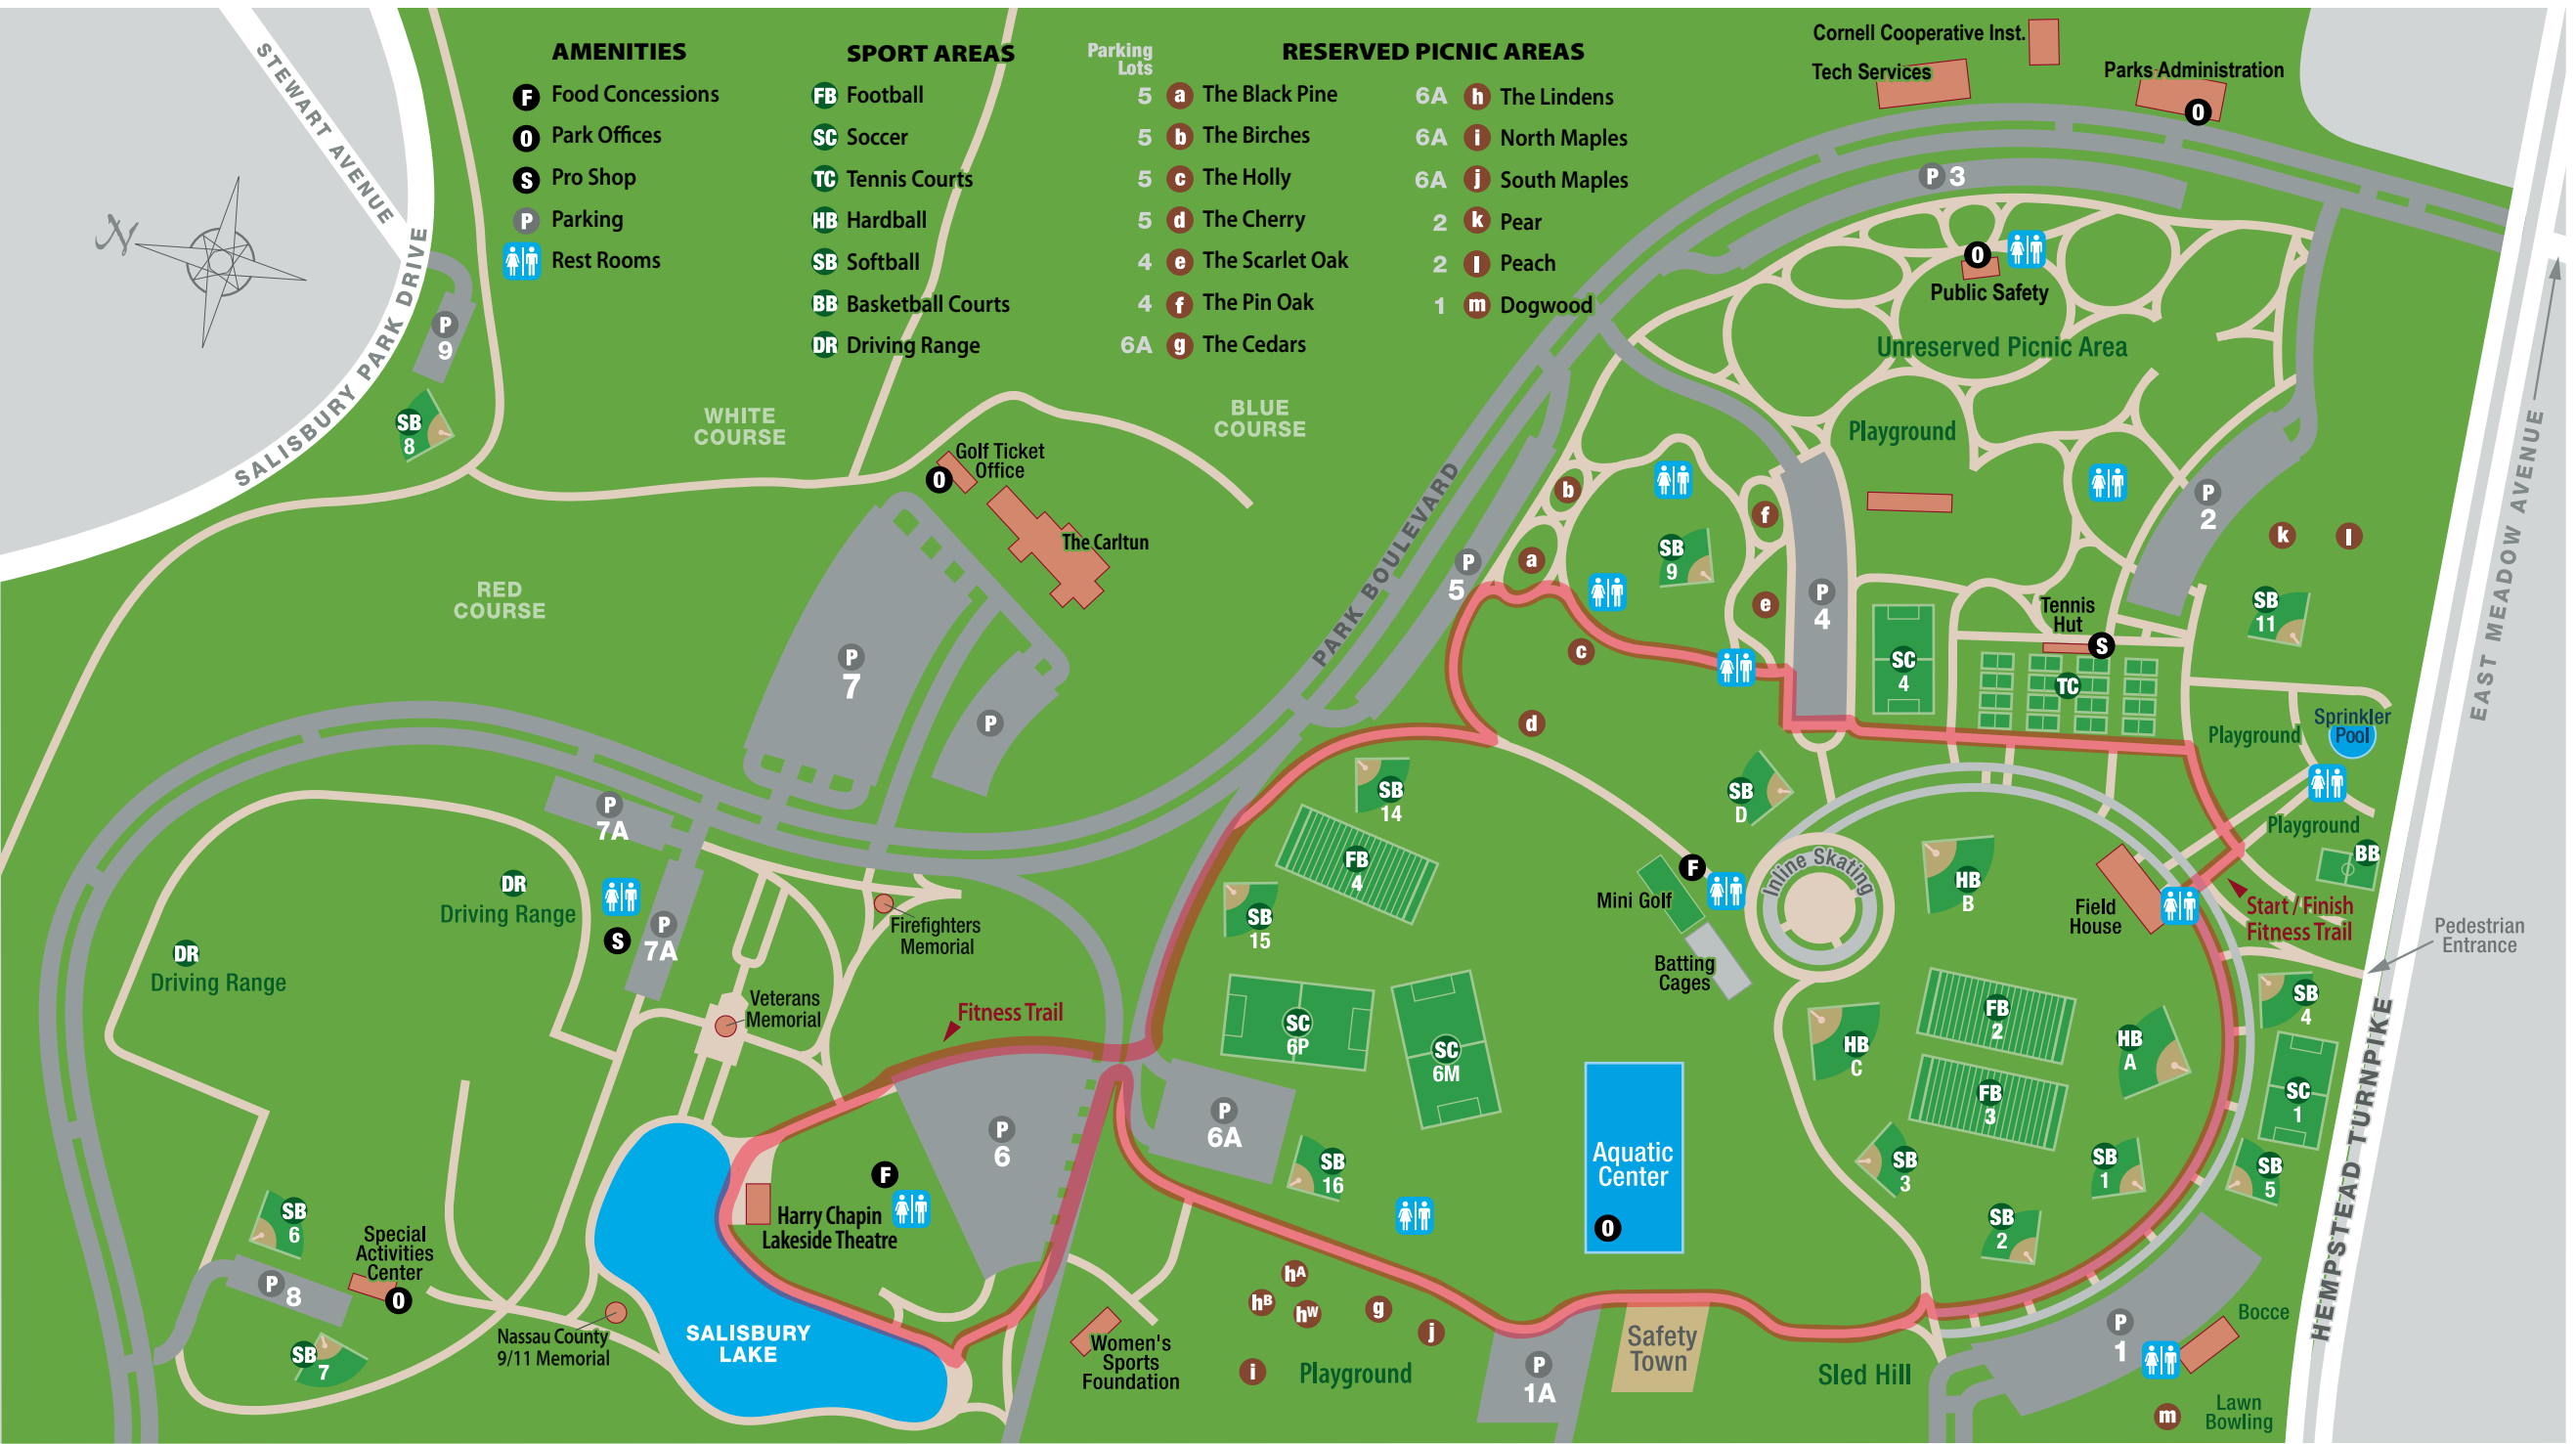 STEWART AVENUE
SALISBURY PARK DRIVE
N
AMENITIES
F Food Concessions
O Park Offices
S Pro Shop
P Parking
Rest Rooms
SPORT AREAS
FB Football
SC Soccer
TC Tennis Courts
HB Hardball
SB Softball
BB Basketball Courts
DR Driving Range
Parking
Lots
RESERVED PICNIC AREAS
5 a The Black Pine
5 b The Birches
5 c The Holly
5 d The Cherry
4 e The Scarlet Oak
4 f The Pin Oak
6A g The Cedars
6A h The Lindens
6A i North Maples
6A j South Maples
2 k Pear
2 l Peach
1 m Dogwood
Cornell Cooperative Inst.
Tech Services
Parks Administration
O
P 3
O
Public Safety
Unreserved Picnic Area
Playground
P
9
SB
8
WHITE
COURSE
BLUE
COURSE
RED
COURSE
Golf Ticket
Office
O
The Carltun
P
7
P
PARK BOULEVARD
P
5
b
a
f
SB
9
e
c
d
P
4
SC
4
Tennis
Hut
S
TC
P
2
k
l
SB
11
EAST MEADOW AVENUE
Playground
Sprinkler
Pool
Playground
BB
Start / Finish
Fitness Trail
Pedestrian
Entrance
HEMPSTEAD TURNPIKE
P
7A
DR
Driving Range
S
P
7A
DR
Driving Range
Firefighters
Memorial
Veterans
Memorial
Fitness Trail
SB
14
FB
4
SB
15
SC
6P
SC
6M
SB
D
F
Mini Golf
Inline Skating
Batting
Cages
HB
B
Field
House
HB
C
FB
2
FB
3
HB
A
SB
4
SC
1
SB
5
SB
3
SB
1
SB
2
P
6
P
6A
SB
16
Aquatic
Center
O
F
Harry Chapin
Lakeside Theatre
SB
6
Special
Activities
Center
O
P 8
SB
7
Nassau County
9/11 Memorial
SALISBURY
LAKE
Women's
Sports
Foundation
hA
hB
hW
g
j
i
Playground
P
1A
Safety
Town
Sled Hill
P
1
Bocce
m
Lawn
Bowling